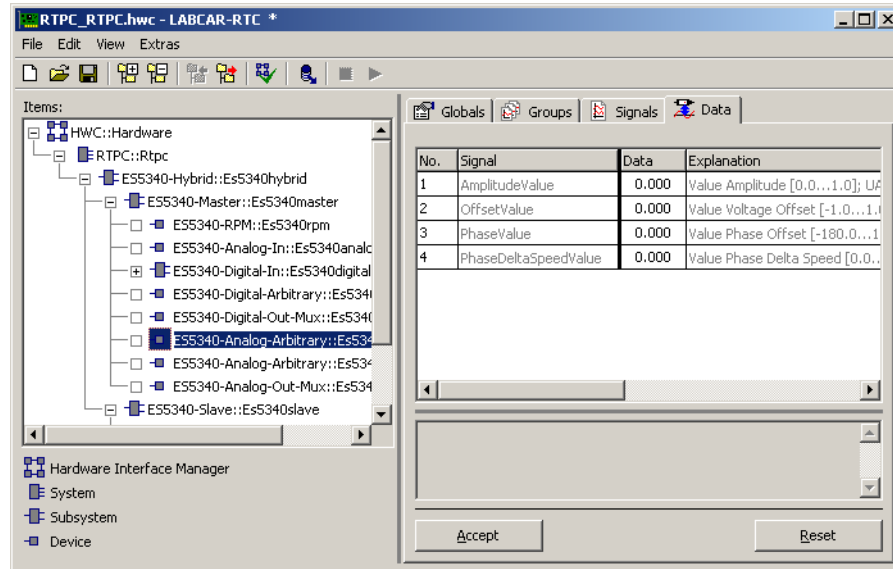 RTPC_RTPC.hwc - LABCAR-RTC *
File Edit View Extras
Items:
HWC::Hardware
RTPC::Rtpc
ES5340-Hybrid::Es5340hybrid
ES5340-Master::Es5340master
ES5340-RPM::Es5340rpm
ES5340-Analog-In::Es5340analo
ES5340-Digital-In::Es5340digital
ES5340-Digital-Arbitrary::Es534
ES5340-Digital-Out-Mux::Es534
ES5340-Analog-Arbitrary::Es534
ES5340-Analog-Arbitrary::Es534
ES5340-Analog-Out-Mux::Es534
ES5340-Slave::Es5340slave
Hardware Interface Manager
System
Subsystem
Device
Globals Groups Signals Data
No. Signal Data Explanation
1 AmplitudeValue 0.000 Value Amplitude [0.0...1.0]; UA
2 OffsetValue 0.000 Value Voltage Offset [-1.0...1.
3 PhaseValue 0.000 Value Phase Offset [-180.0...1
4 PhaseDeltaSpeedValue 0.000 Value Phase Delta Speed [0.0..
Accept Reset